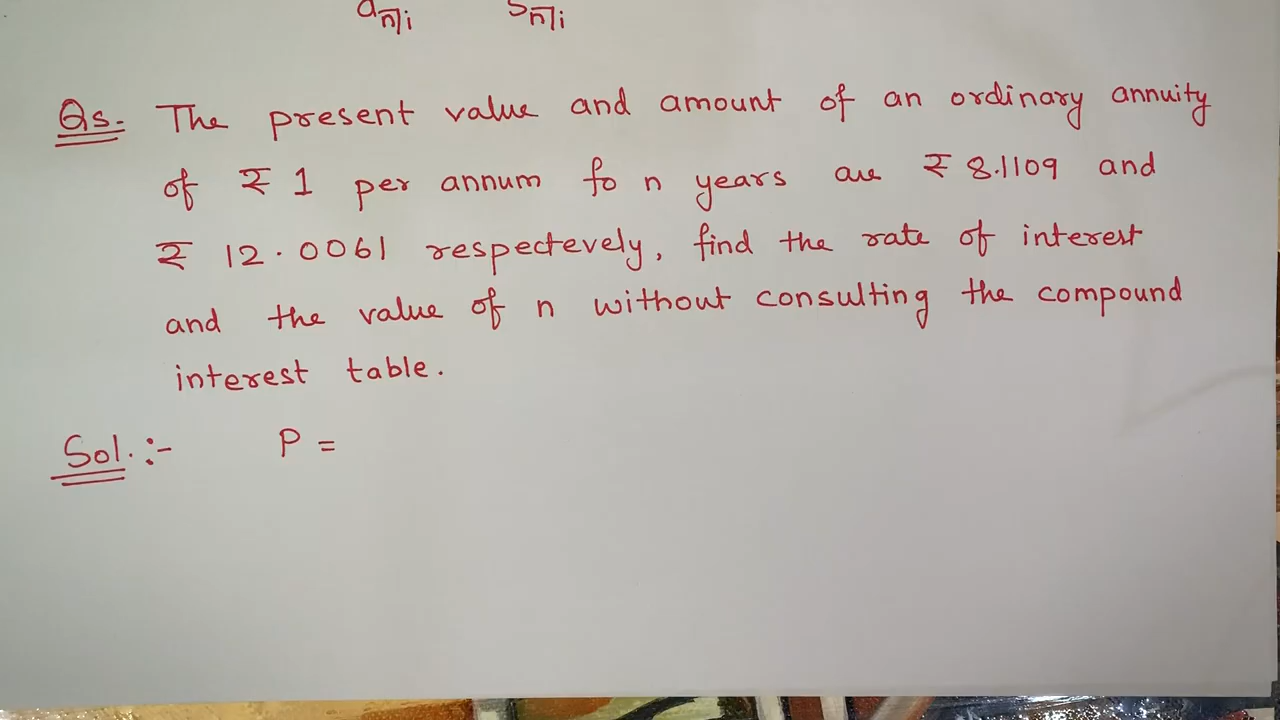 a n̅| i   S n̅| i
Qs. The present value and amount of an ordinary annuity
of ₹ 1 per annum fo n years are ₹ 8.1109 and
₹ 12.0061 respectevely, find the rate of interest
and the value of n without consulting the compound
interest table.
Sol. :- P =